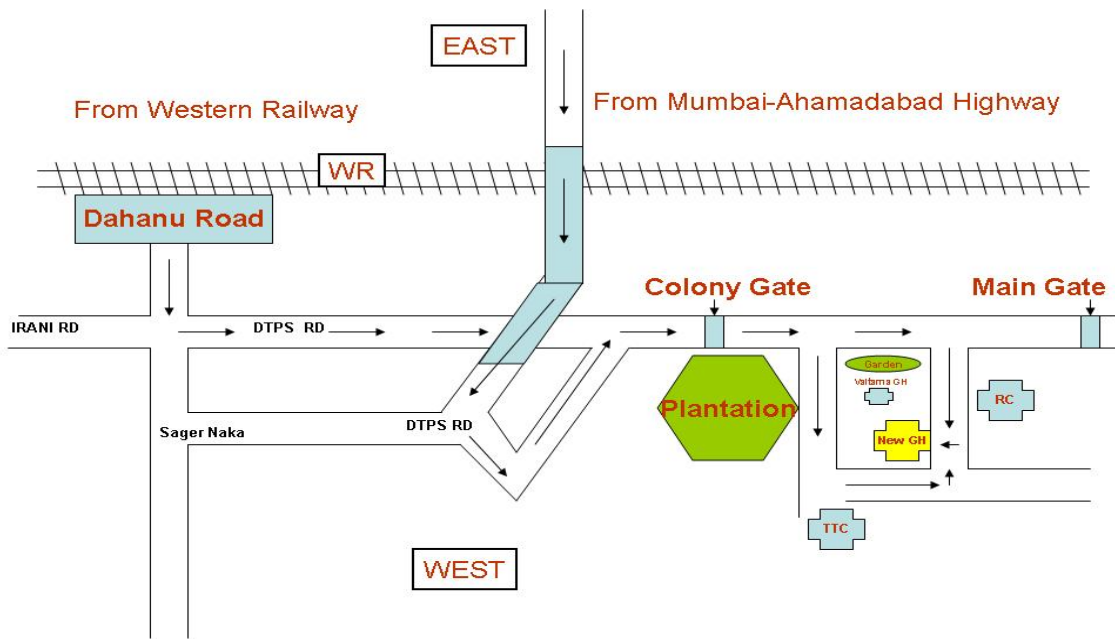 EAST
From Western Railway
From Mumbai-Ahamadabad Highway
WR
Dahanu Road
Colony Gate
Main Gate
IRANI RD
DTPS RD
Garden
Vaitarna GH
RC
Plantation
Sager Naka
DTPS RD
New GH
TTC
WEST